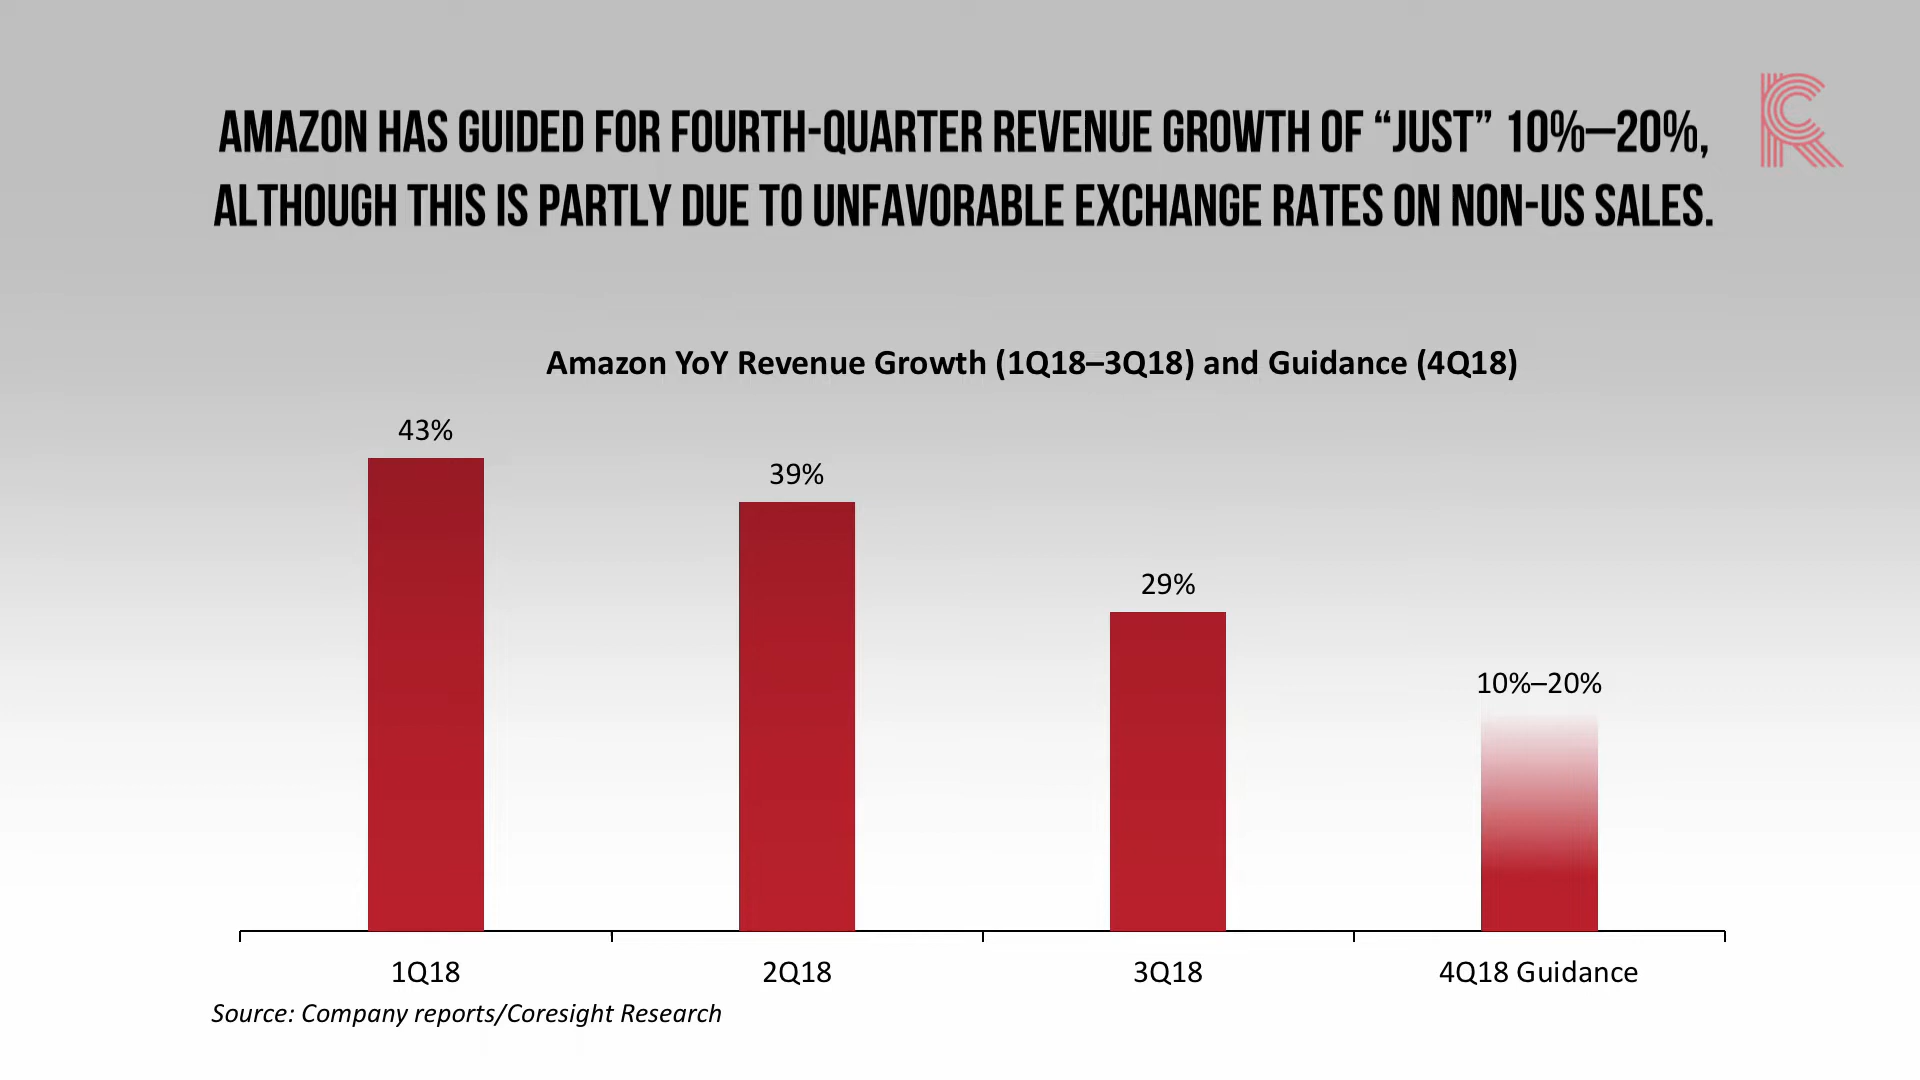 AMAZON HAS GUIDED FOR FOURTH-QUARTER REVENUE GROWTH OF “JUST” 10%–20%,
ALTHOUGH THIS IS PARTLY DUE TO UNFAVORABLE EXCHANGE RATES ON NON-US SALES.
Amazon YoY Revenue Growth (1Q18–3Q18) and Guidance (4Q18)
43%
39%
29%
10%–20%
1Q18
2Q18
3Q18
4Q18 Guidance
Source: Company reports/Coresight Research